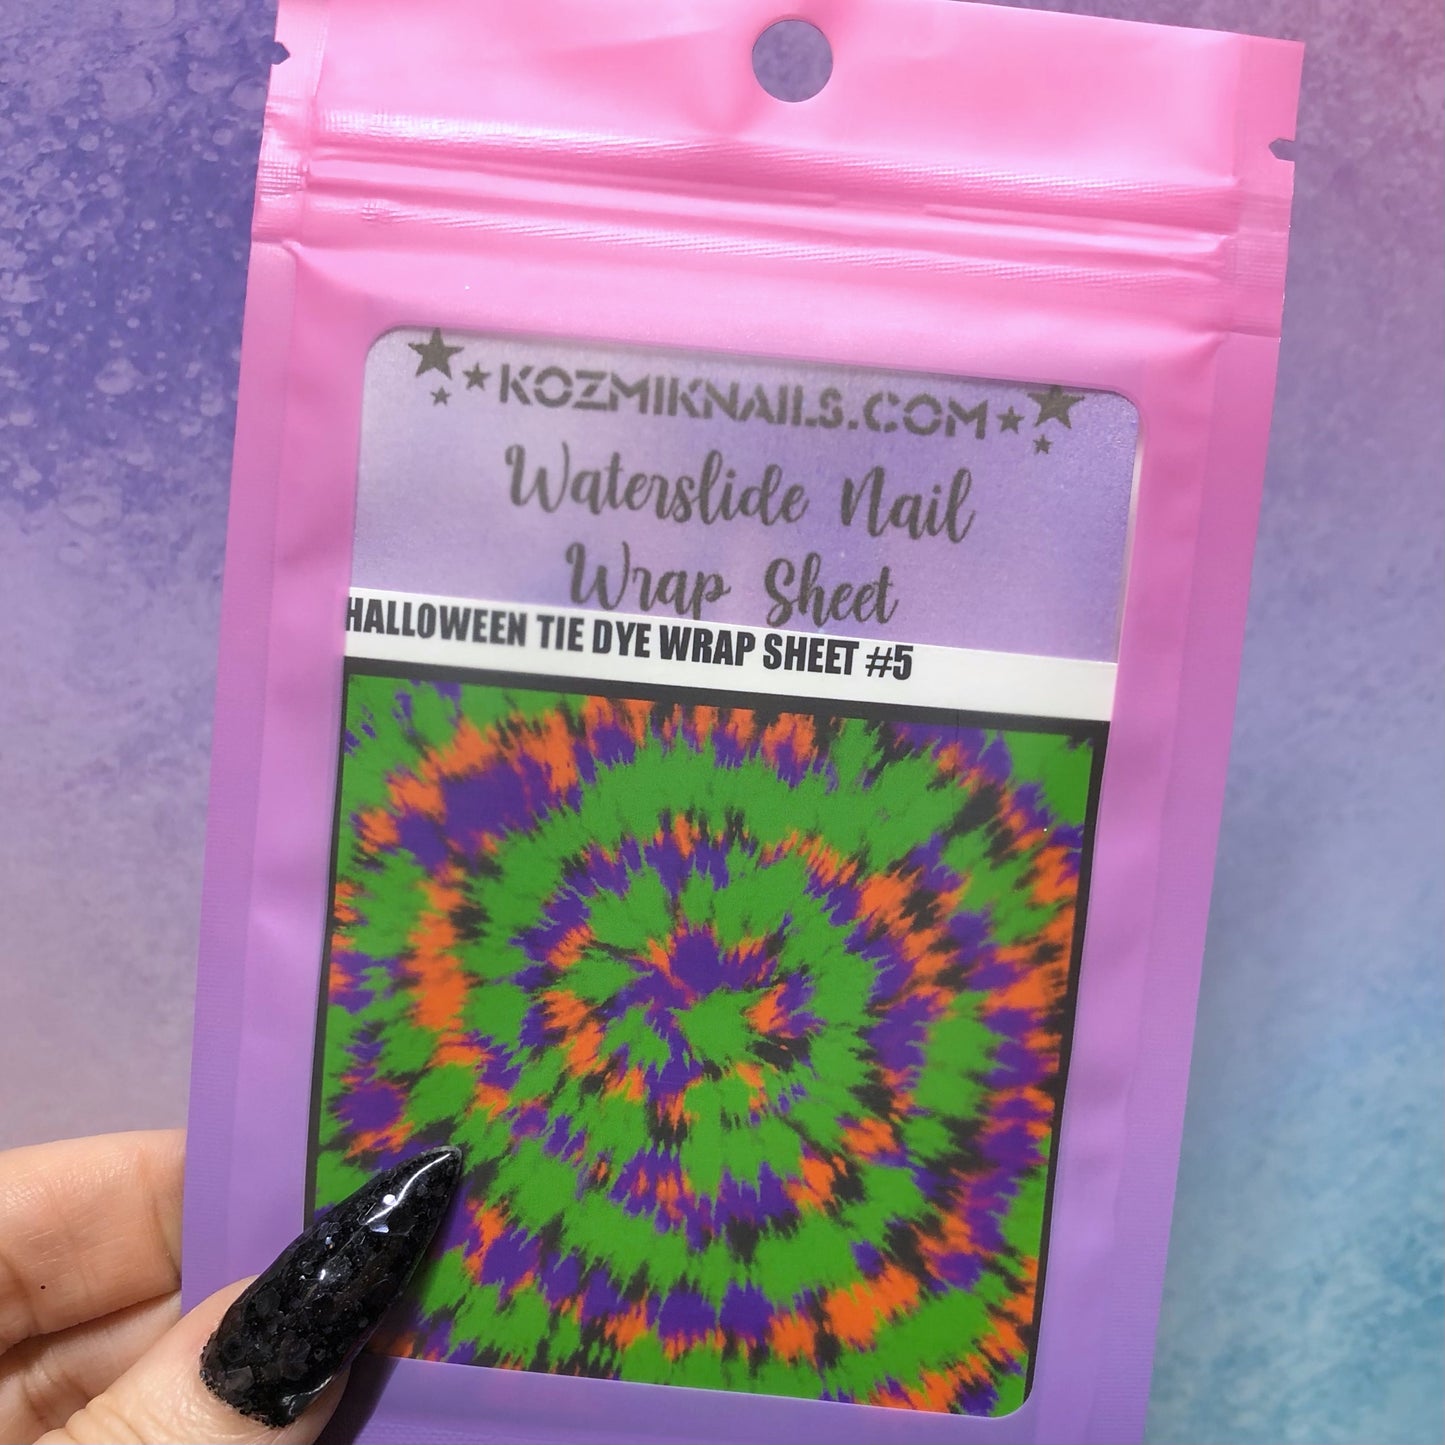 KOZMIKNAILS.COM
Waterslide Nail
Wrap Sheet
HALLOWEEN TIE DYE WRAP SHEET #5